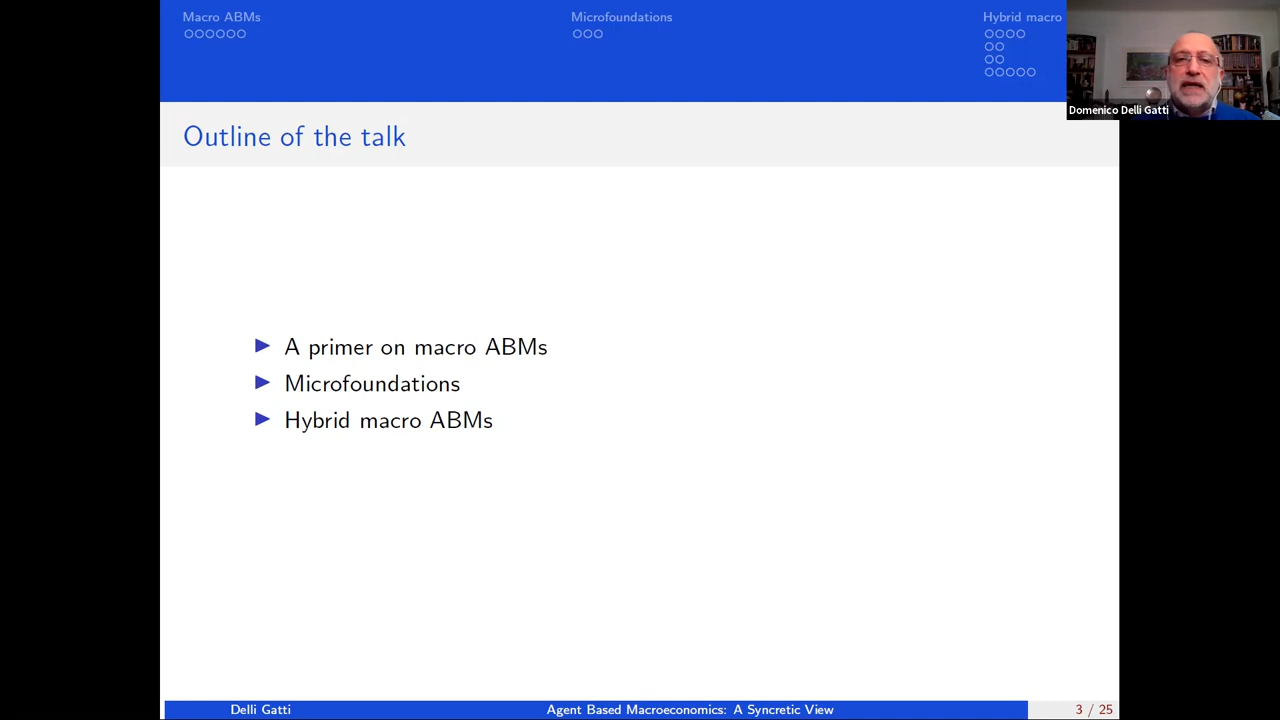 Macro ABMs
Microfoundations
Hybrid macro
Domenico Delli Gatti
Outline of the talk
A primer on macro ABMs
Microfoundations
Hybrid macro ABMs
Delli Gatti
Agent Based Macroeconomics: A Syncretic View
3 / 25